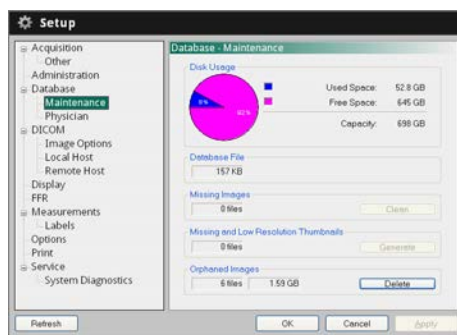 Setup
Acquisition
Other
Administration
Database
Maintenance
Physician
DICOM
Image Options
Local Host
Remote Host
Display
FFR
Measurements
Labels
Options
Print
Service
System Diagnostics
Database - Maintenance
Disk Usage
Used Space: 52.8 GB
Free Space: 645 GB
Capacity: 698 GB
Database File
157 KB
Missing Images
0 files Clean
Missing and Low Resolution Thumbnails
0 files Generate
Orphaned Images
6 files 1.59 GB Delete
Refresh OK Cancel Apply